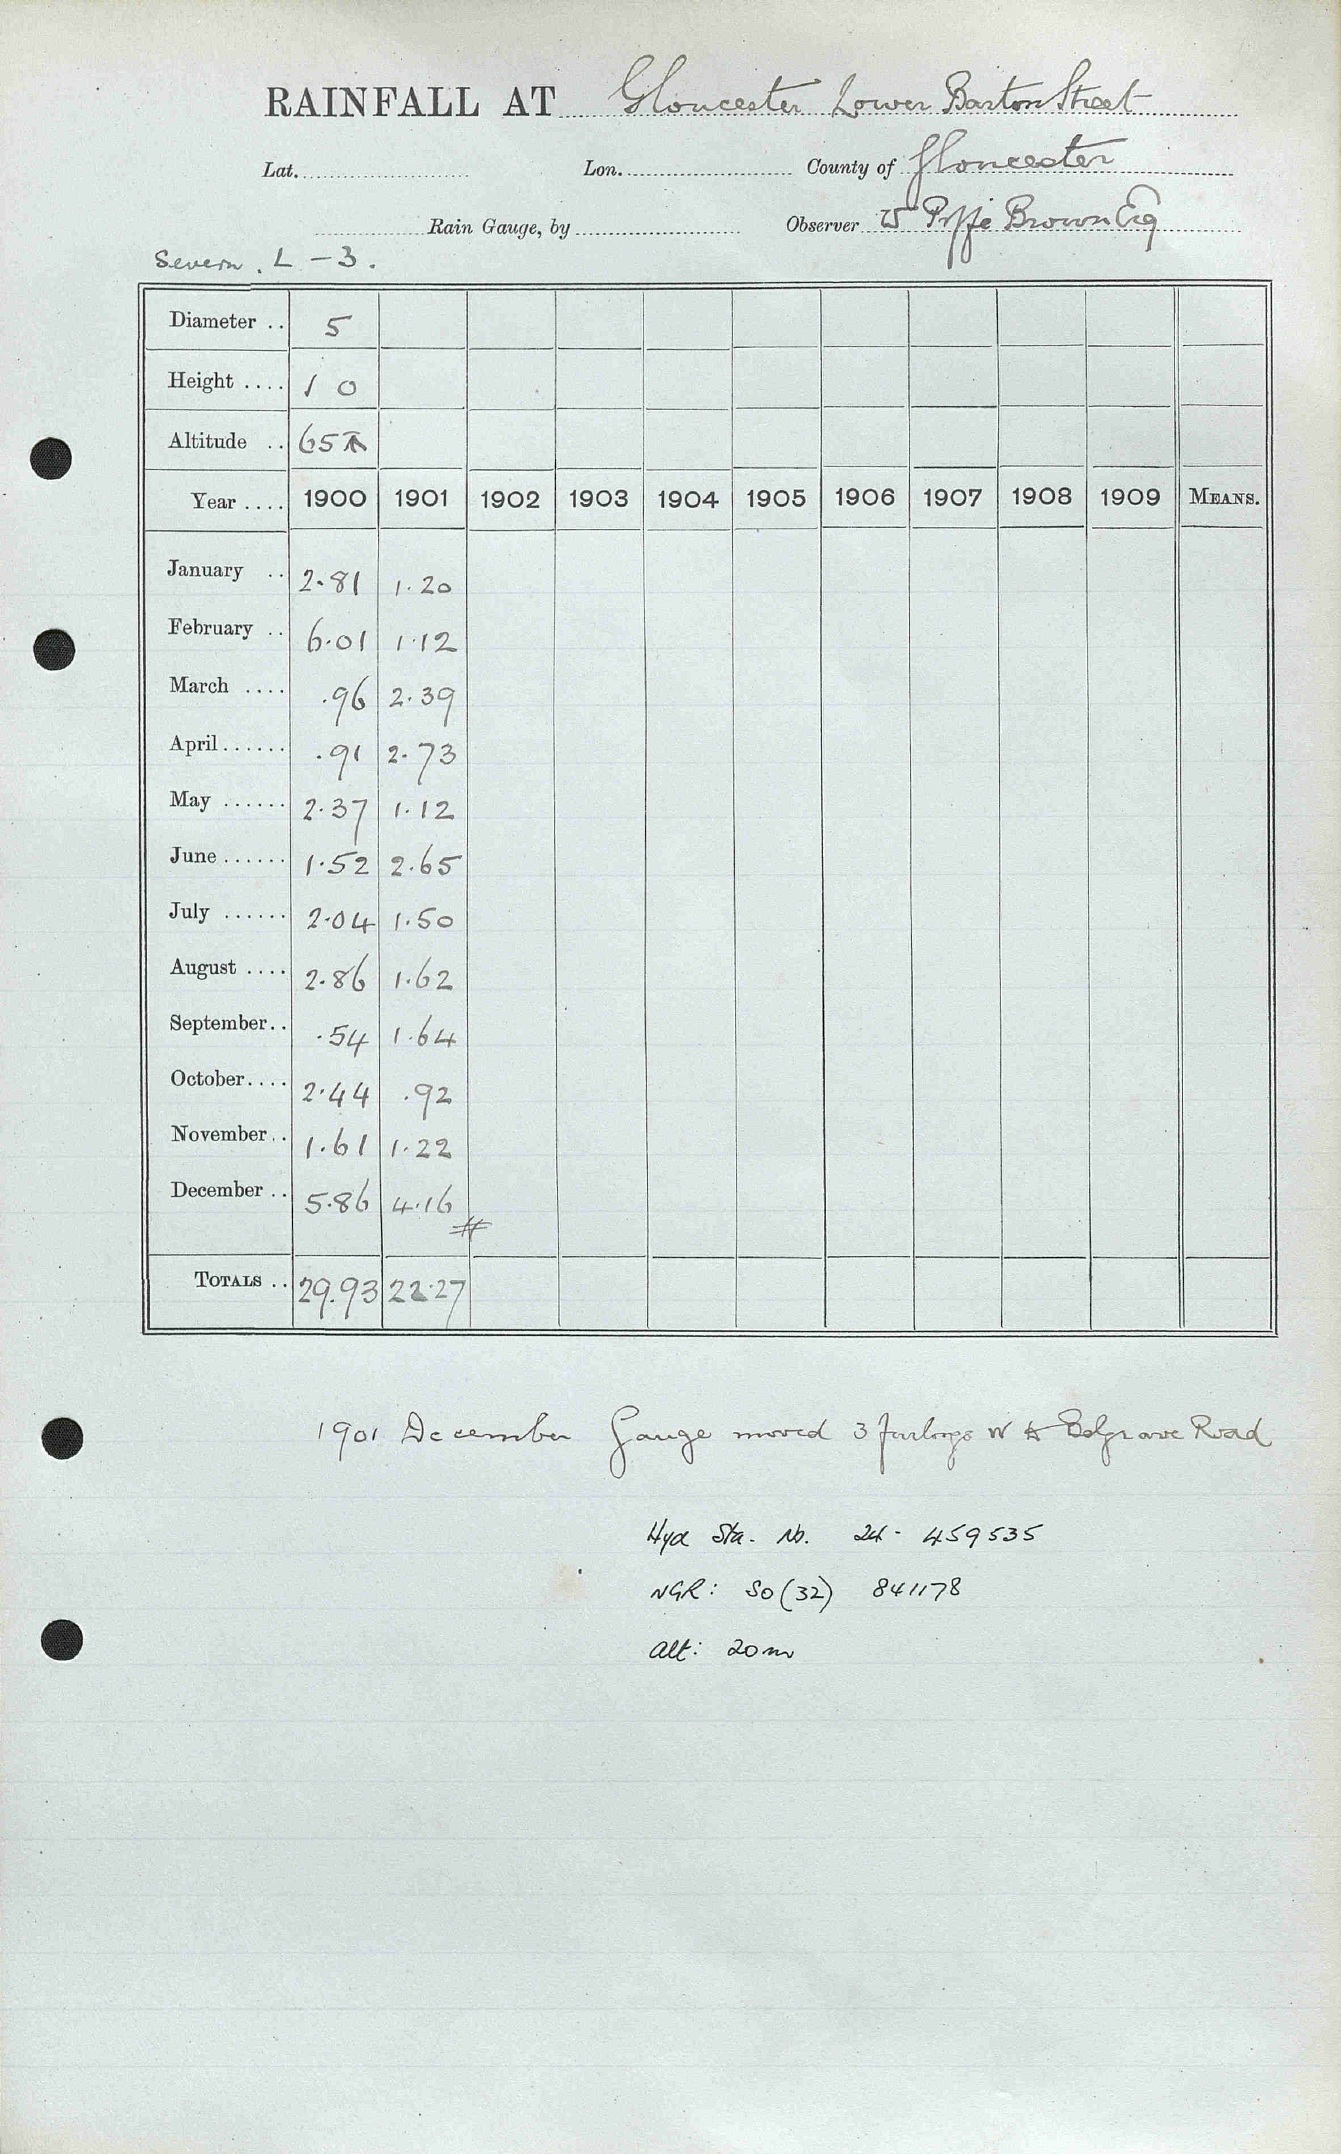 RAINFALL AT Gloucester Lower Barton Street
Lat. Lon. County of Gloucester
Rain Gauge, by Observer W Brown Esq
Severn. L - 3.
Diameter .. 5
Height .... 1 0
Altitude .. 65
Year .... 1900 1901 1902 1903 1904 1905 1906 1907 1908 1909 MEANS.
January .. 2.81 1.20
February .. 6.01 1.12
March .... .96 2.39
April...... .91 2.73
May ...... 2.37 1.12
June...... 1.52 2.65
July ...... 2.04 1.50
August .... 2.86 1.62
September.. .54 1.64
October.... 2.44 .92
November.. 1.61 1.22
December .. 5.86 4.16
TOTALS .. 29.93 22.27
1901 December Gauge moved 3 furlongs W to Belgrave Road
Hyd Sta. No. 24 - 459535
NGR: SO (32) 841178
Alt: 20m